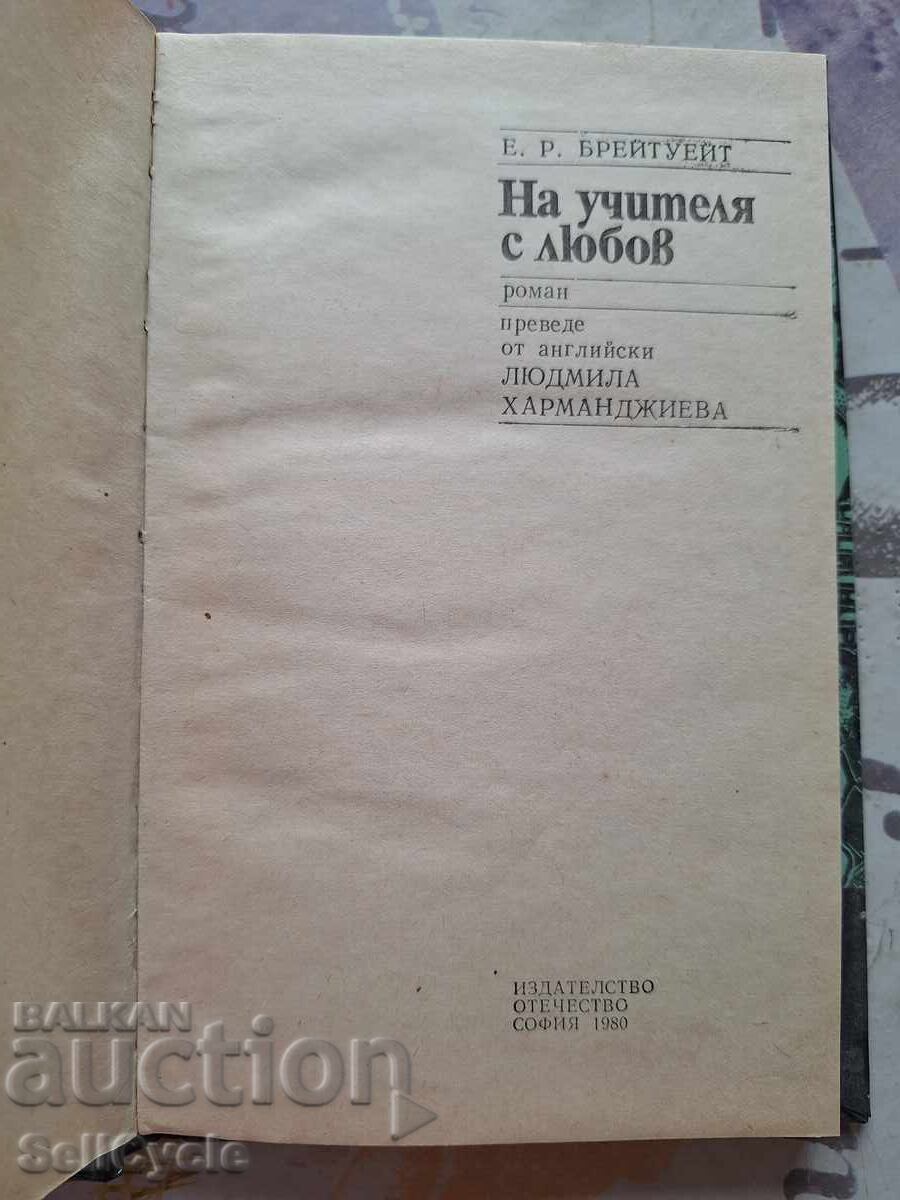 Е. Р. БРЕЙТУЕЙТ
На учителя
с любов
роман
преведе
от английски
ЛЮДМИЛА
ХАРМАНДЖИЕВА
ИЗДАТЕЛСТВО
ОТЕЧЕСТВО
СОФИЯ 1980
BALKAN
auction
SellCycle